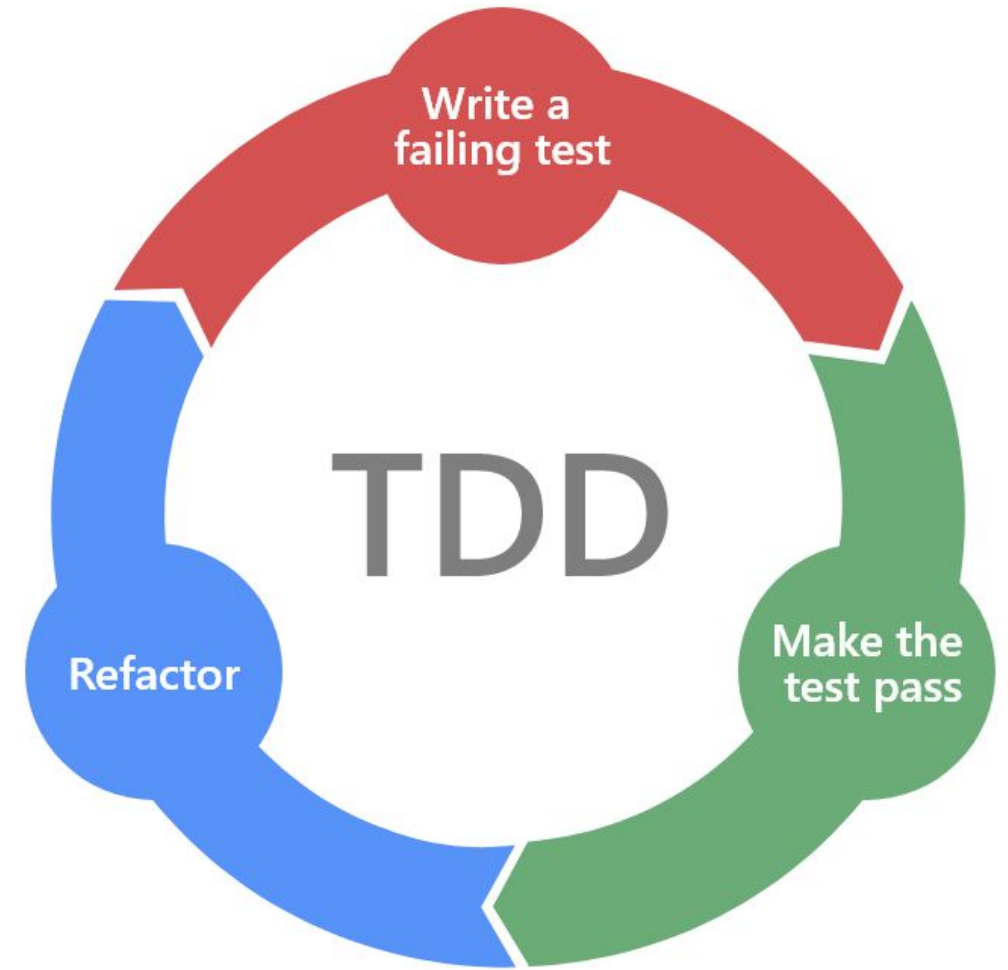 Write a
failing test
TDD
Make the
test pass
Refactor